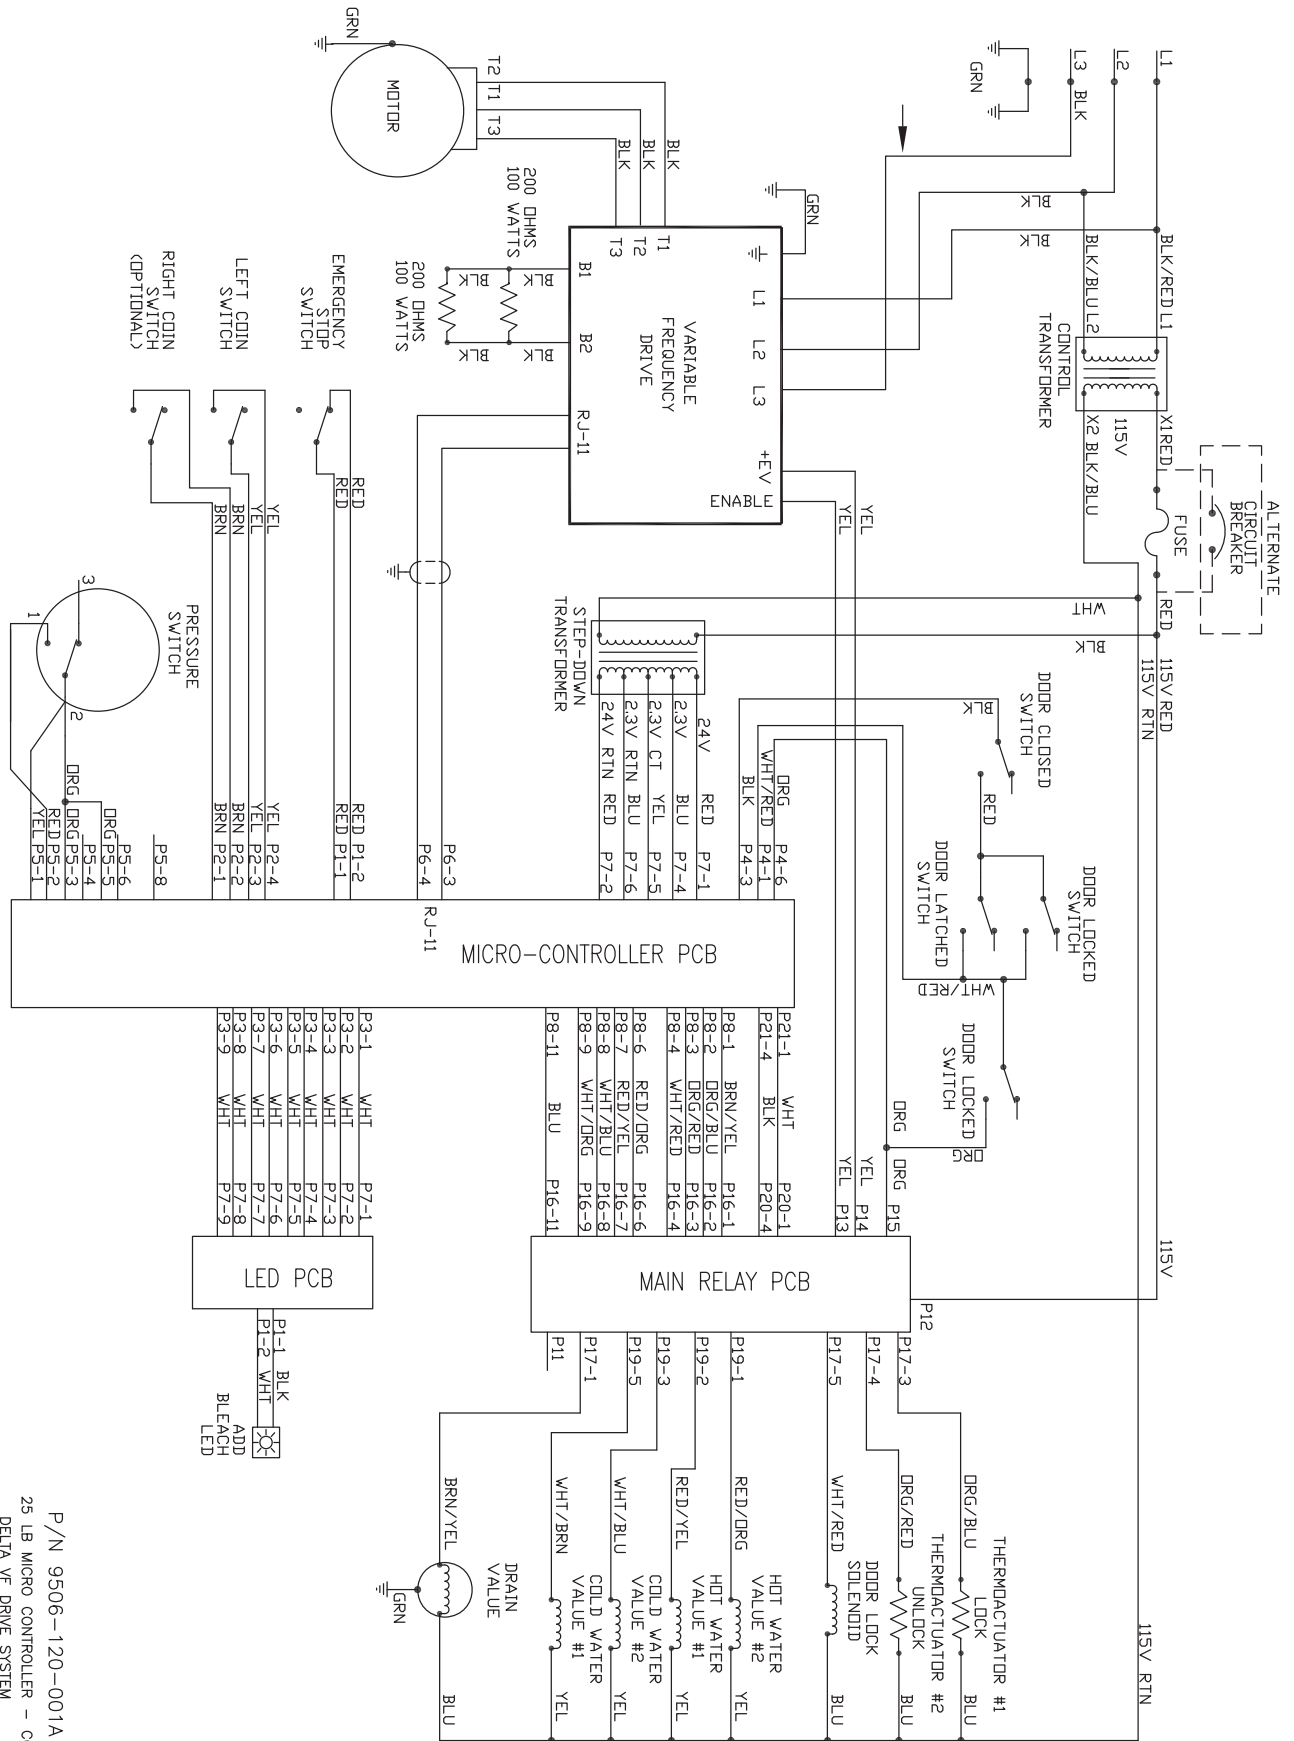 L1
L2
L3
BLK
GRN
BLK
BLK
BLK/RED L1
BLK/BLU L2
CONTROL
TRANSFORMER
X1 RED
115V
X2 BLK/BLU
FUSE
ALTERNATE
CIRCUIT
BREAKER
RED
115V RED
115V RTN
WHT
BLK
115V
115V RTN
GRN
MOTOR
T2
T1
T3
BLK
BLK
BLK
GRN
T1
T2
T3
L1
L2
L3
+EV
ENABLE
VARIABLE
FREQUENCY
DRIVE
B1
B2
RJ-11
200 OHMS
100 WATTS
BLK
BLK
BLK
BLK
200 OHMS
100 WATTS
YEL
YEL
EMERGENCY
STOP
SWITCH
RED
RED
LEFT COIN
SWITCH
YEL
YEL
BRN
BRN
RIGHT COIN
SWITCH
(OPTIONAL)
PRESSURE
SWITCH
3
1
2
ORG
STEP-DOWN
TRANSFORMER
24V RED P7-1
2.3V BLU P7-4
2.3V CT YEL P7-5
2.3V RTN BLU P7-6
24V RTN RED P7-2
DOOR CLOSED
SWITCH
BLK
RED
DOOR LOCKED
SWITCH
DOOR LATCHED
SWITCH
WHT/RED
DOOR LOCKED
SWITCH
ORG
ORG P4-6
WHT/RED P4-1
BLK P4-3
P6-3
P6-4
RJ-11
RED P1-2
RED P1-1
YEL P2-4
YEL P2-3
BRN P2-2
BRN P2-1
P5-8
P5-6
ORG P5-5
P5-4
ORG P5-3
RED P5-2
YEL P5-1
MICRO-CONTROLLER PCB
P21-1 WHT P20-1
P21-4 BLK P20-4
P8-1 BRN/YEL P16-1
P8-2 ORG/BLU P16-2
P8-3 ORG/RED P16-3
P8-4 WHT/RED P16-4
P8-6 RED/ORG P16-6
P8-7 RED/YEL P16-7
P8-8 WHT/BLU P16-8
P8-9 WHT/ORG P16-9
P8-11 BLU P16-11
P3-1 WHT P7-1
P3-2 WHT P7-2
P3-3 WHT P7-3
P3-4 WHT P7-4
P3-5 WHT P7-5
P3-6 WHT P7-6
P3-7 WHT P7-7
P3-8 WHT P7-8
P3-9 WHT P7-9
ORG ORG P15
YEL P14
YEL P13
MAIN RELAY PCB
P12
LED PCB
P1-1 BLK
P1-2 WHT
ADD
BLEACH
LED
P17-3
P17-4
P17-5
P19-1
P19-2
P19-3
P19-5
P17-1
P11
THERMOACTUATOR #1
LOCK
ORG/BLU
BLU
THERMOACTUATOR #2
UNLOCK
ORG/RED
BLU
DOOR LOCK
SOLENOID
WHT/RED
BLU
HOT WATER
VALUE #2
RED/ORG
YEL
HOT WATER
VALUE #1
RED/YEL
YEL
COLD WATER
VALUE #2
WHT/BLU
YEL
COLD WATER
VALUE #1
WHT/BRN
YEL
DRAIN
VALUE
BRN/YEL
GRN
BLU
P/N 9506-120-001A
25 LB MICRO CONTROLLER -
DELTA VF DRIVE SYSTEM